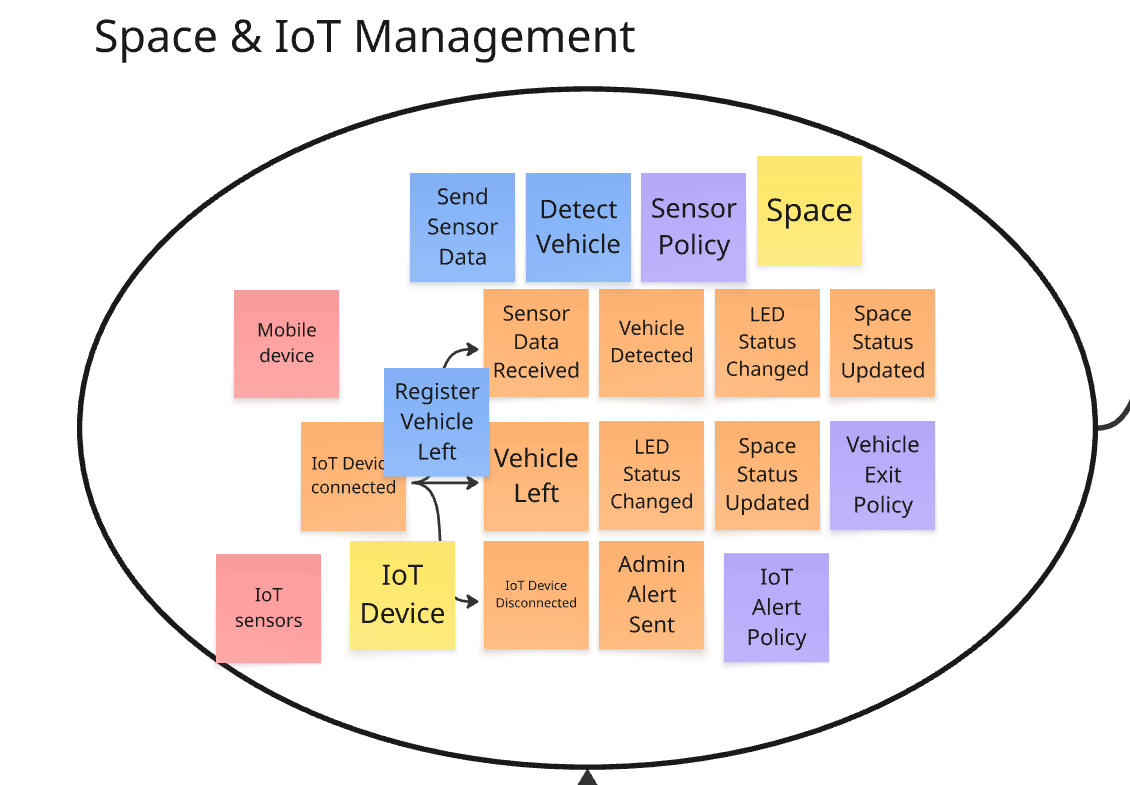 Space & IoT Management
Send
Sensor
Data
Detect
Vehicle
Sensor
Policy
Space
Mobile
device
Sensor
Data
Received
Vehicle
Detected
LED
Status
Changed
Space
Status
Updated
Register
Vehicle
Left
IoT Device
connected
Vehicle
Left
LED
Status
Changed
Space
Status
Updated
Vehicle
Exit
Policy
IoT
sensors
IoT
Device
IoT Device
Disconnected
Admin
Alert
Sent
IoT
Alert
Policy